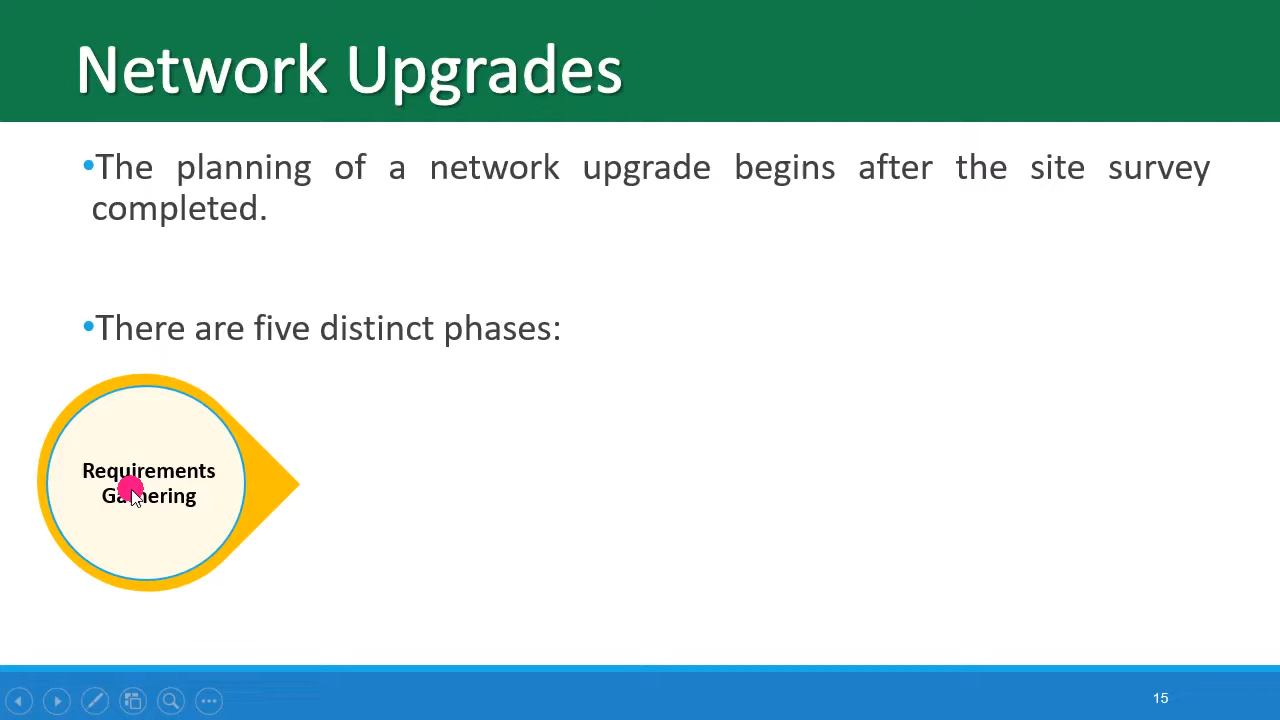 Network Upgrades
•The planning of a network upgrade begins after the site survey
completed.
•There are five distinct phases:
Requirements
Gathering
15